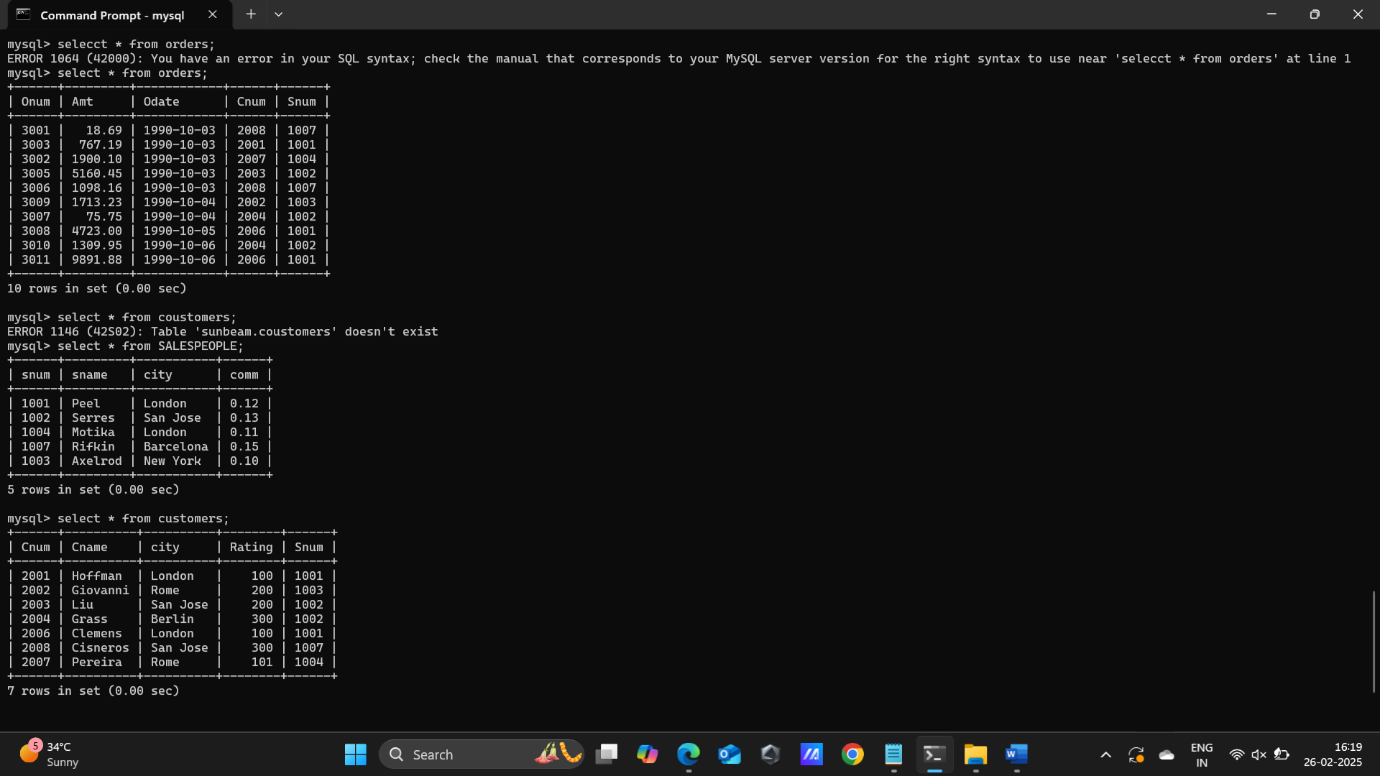 Command Prompt - mysql
mysql> selecct * from orders;
ERROR 1064 (42000): You have an error in your SQL syntax; check the manual that corresponds to your MySQL server version for the right syntax to use near 'selecct * from orders' at line 1
mysql> select * from orders;
+------+---------+------------+------+------+
| Onum | Amt     | Odate      | Cnum | Snum |
+------+---------+------------+------+------+
| 3001 |   18.69 | 1990-10-03 | 2008 | 1007 |
| 3003 |  767.19 | 1990-10-03 | 2001 | 1001 |
| 3002 | 1900.10 | 1990-10-03 | 2007 | 1004 |
| 3005 | 5160.45 | 1990-10-03 | 2003 | 1002 |
| 3006 | 1098.16 | 1990-10-03 | 2008 | 1007 |
| 3009 | 1713.23 | 1990-10-04 | 2002 | 1003 |
| 3007 |   75.75 | 1990-10-04 | 2004 | 1002 |
| 3008 | 4723.00 | 1990-10-05 | 2006 | 1001 |
| 3010 | 1309.95 | 1990-10-06 | 2004 | 1002 |
| 3011 | 9891.88 | 1990-10-06 | 2006 | 1001 |
+------+---------+------------+------+------+
10 rows in set (0.00 sec)
mysql> select * from coustomers;
ERROR 1146 (42S02): Table 'sunbeam.coustomers' doesn't exist
mysql> select * from SALESPEOPLE;
+------+---------+-----------+------+
| snum | sname   | city      | comm |
+------+---------+-----------+------+
| 1001 | Peel    | London    | 0.12 |
| 1002 | Serres  | San Jose  | 0.13 |
| 1004 | Motika  | London    | 0.11 |
| 1007 | Rifkin  | Barcelona | 0.15 |
| 1003 | Axelrod | New York  | 0.10 |
+------+---------+-----------+------+
5 rows in set (0.00 sec)
mysql> select * from customers;
+------+----------+----------+--------+------+
| Cnum | Cname    | city     | Rating | Snum |
+------+----------+----------+--------+------+
| 2001 | Hoffman  | London   |    100 | 1001 |
| 2002 | Giovanni | Rome     |    200 | 1003 |
| 2003 | Liu      | San Jose |    200 | 1002 |
| 2004 | Grass    | Berlin   |    300 | 1002 |
| 2006 | Clemens  | London   |    100 | 1001 |
| 2008 | Cisneros | San Jose |    300 | 1007 |
| 2007 | Pereira  | Rome     |    101 | 1004 |
+------+----------+----------+--------+------+
7 rows in set (0.00 sec)
5
34°C
Sunny
Search
ENG
IN
16:19
26-02-2025